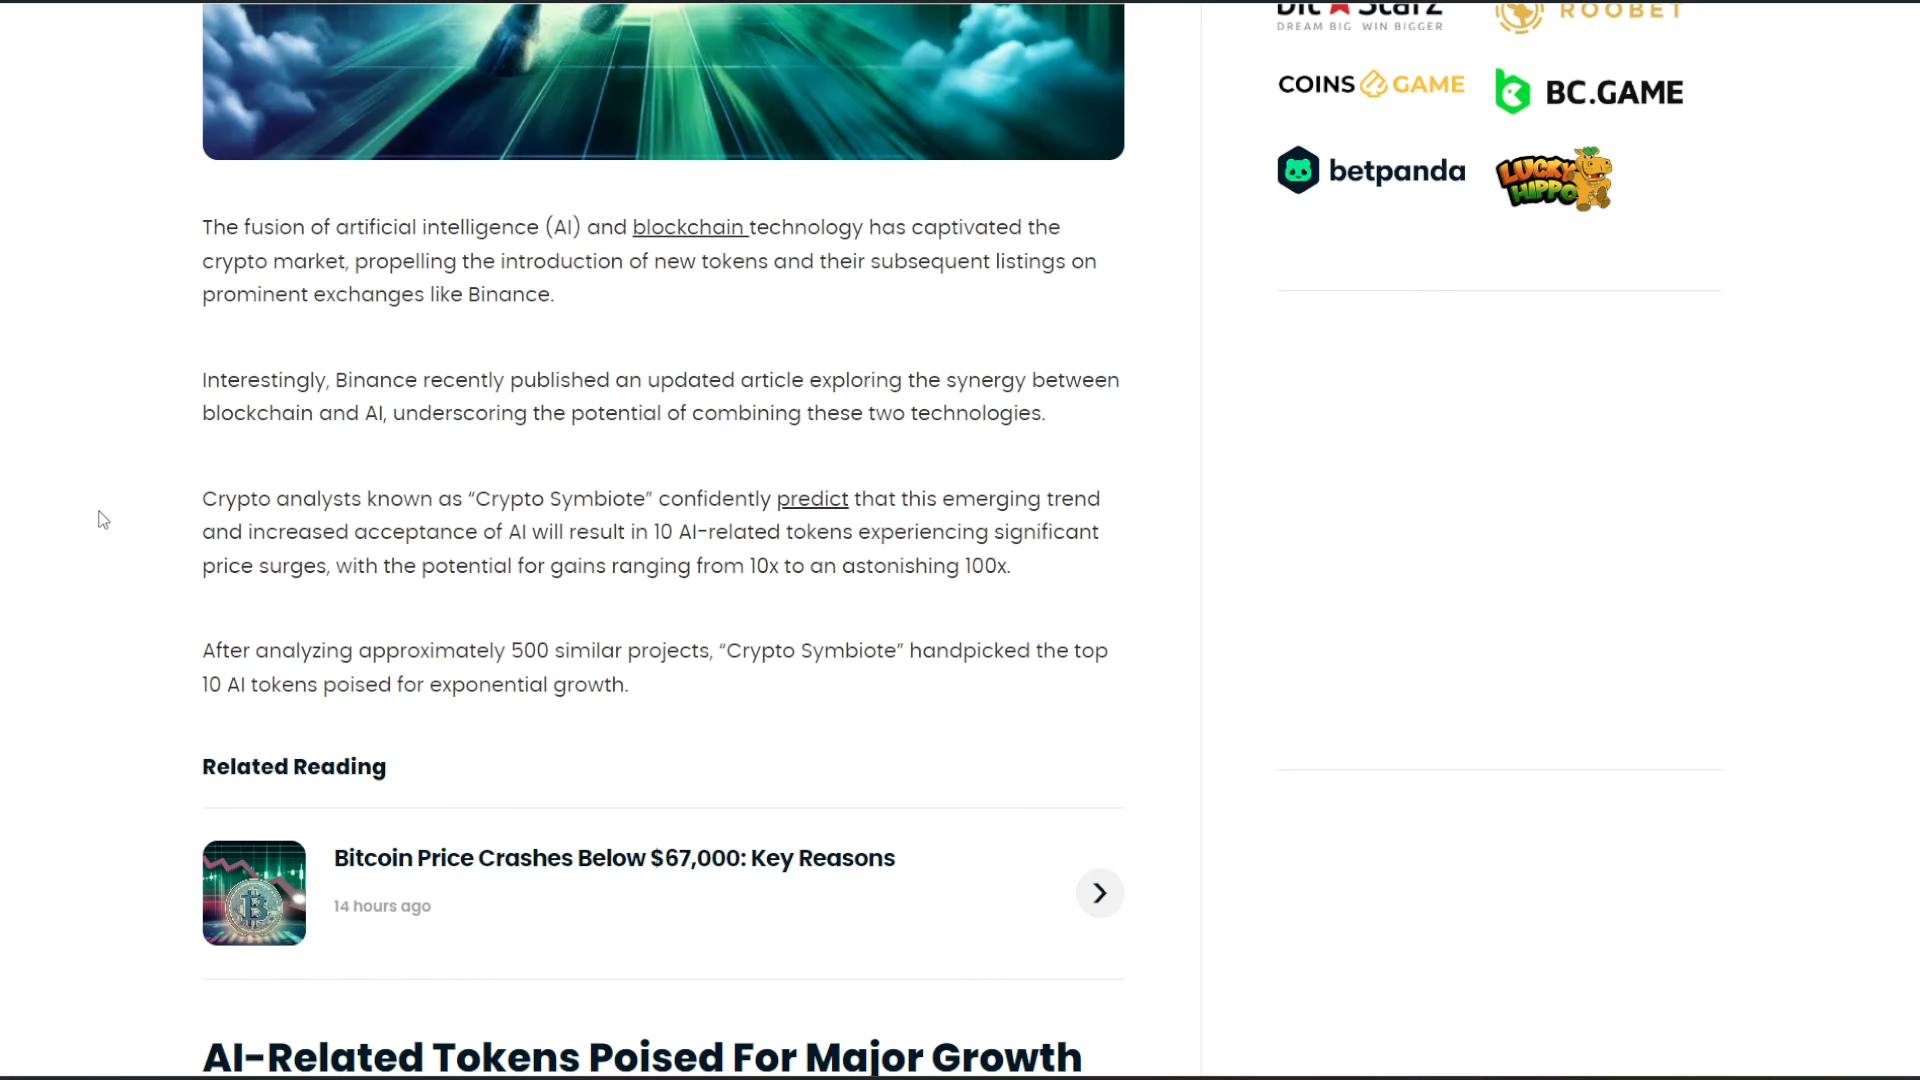 DREAM BIG WIN BIGGER
ROOBET
COINS GAME
BC.GAME
betpanda
LUCKY
HIPPO
The fusion of artificial intelligence (AI) and blockchain technology has captivated the
crypto market, propelling the introduction of new tokens and their subsequent listings on
prominent exchanges like Binance.
Interestingly, Binance recently published an updated article exploring the synergy between
blockchain and AI, underscoring the potential of combining these two technologies.
Crypto analysts known as “Crypto Symbiote” confidently predict that this emerging trend
and increased acceptance of AI will result in 10 AI-related tokens experiencing significant
price surges, with the potential for gains ranging from 10x to an astonishing 100x.
After analyzing approximately 500 similar projects, “Crypto Symbiote” handpicked the top
10 AI tokens poised for exponential growth.
Related Reading
Bitcoin Price Crashes Below $67,000: Key Reasons
14 hours ago
AI-Related Tokens Poised For Major Growth